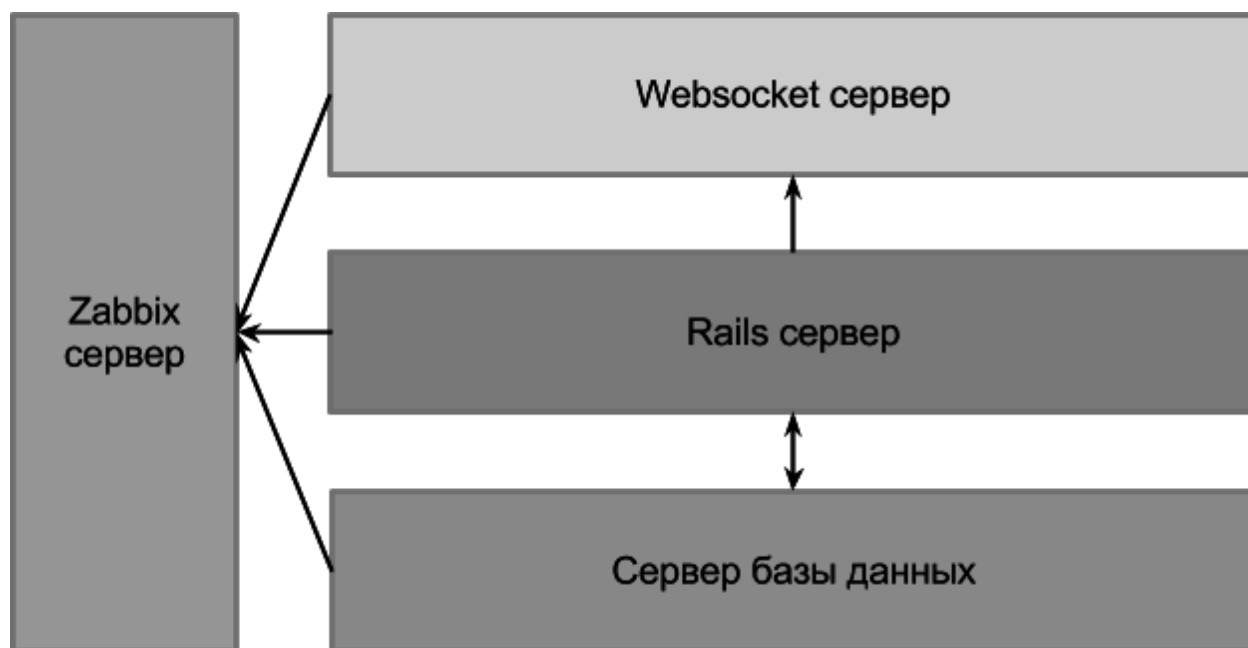 Websocket сервер
Zabbix
сервер
Rails сервер
Сервер базы данных